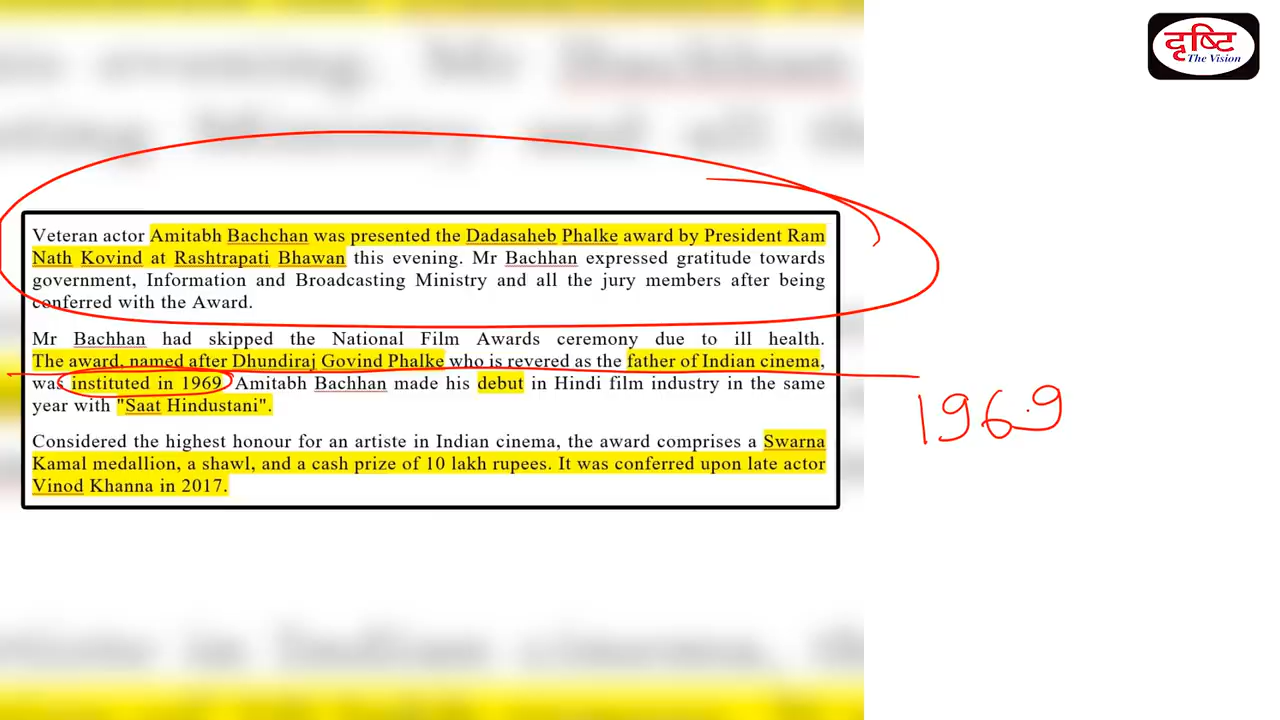 दृष्टि
The Vision
Veteran actor Amitabh Bachchan was presented the Dadasaheb Phalke award by President Ram
Nath Kovind at Rashtrapati Bhawan this evening. Mr Bachhan expressed gratitude towards
government, Information and Broadcasting Ministry and all the jury members after being
conferred with the Award.
Mr Bachhan had skipped the National Film Awards ceremony due to ill health.
The award, named after Dhundiraj Govind Phalke who is revered as the father of Indian cinema,
was instituted in 1969 Amitabh Bachhan made his debut in Hindi film industry in the same
year with "Saat Hindustani".
1969
Considered the highest honour for an artiste in Indian cinema, the award comprises a Swarna
Kamal medallion, a shawl, and a cash prize of 10 lakh rupees. It was conferred upon late actor
Vinod Khanna in 2017.